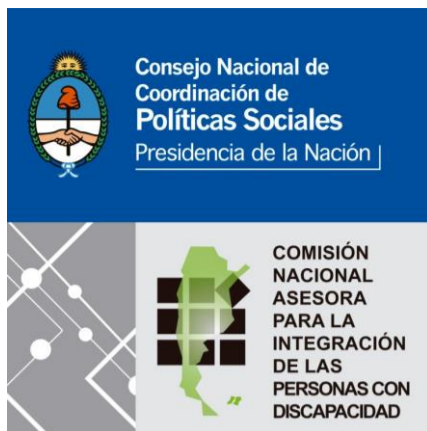 Consejo Nacional de
Coordinación de
Políticas Sociales
Presidencia de la Nación
COMISIÓN
NACIONAL
ASESORA
PARA LA
INTEGRACIÓN
DE LAS
PERSONAS CON
DISCAPACIDAD